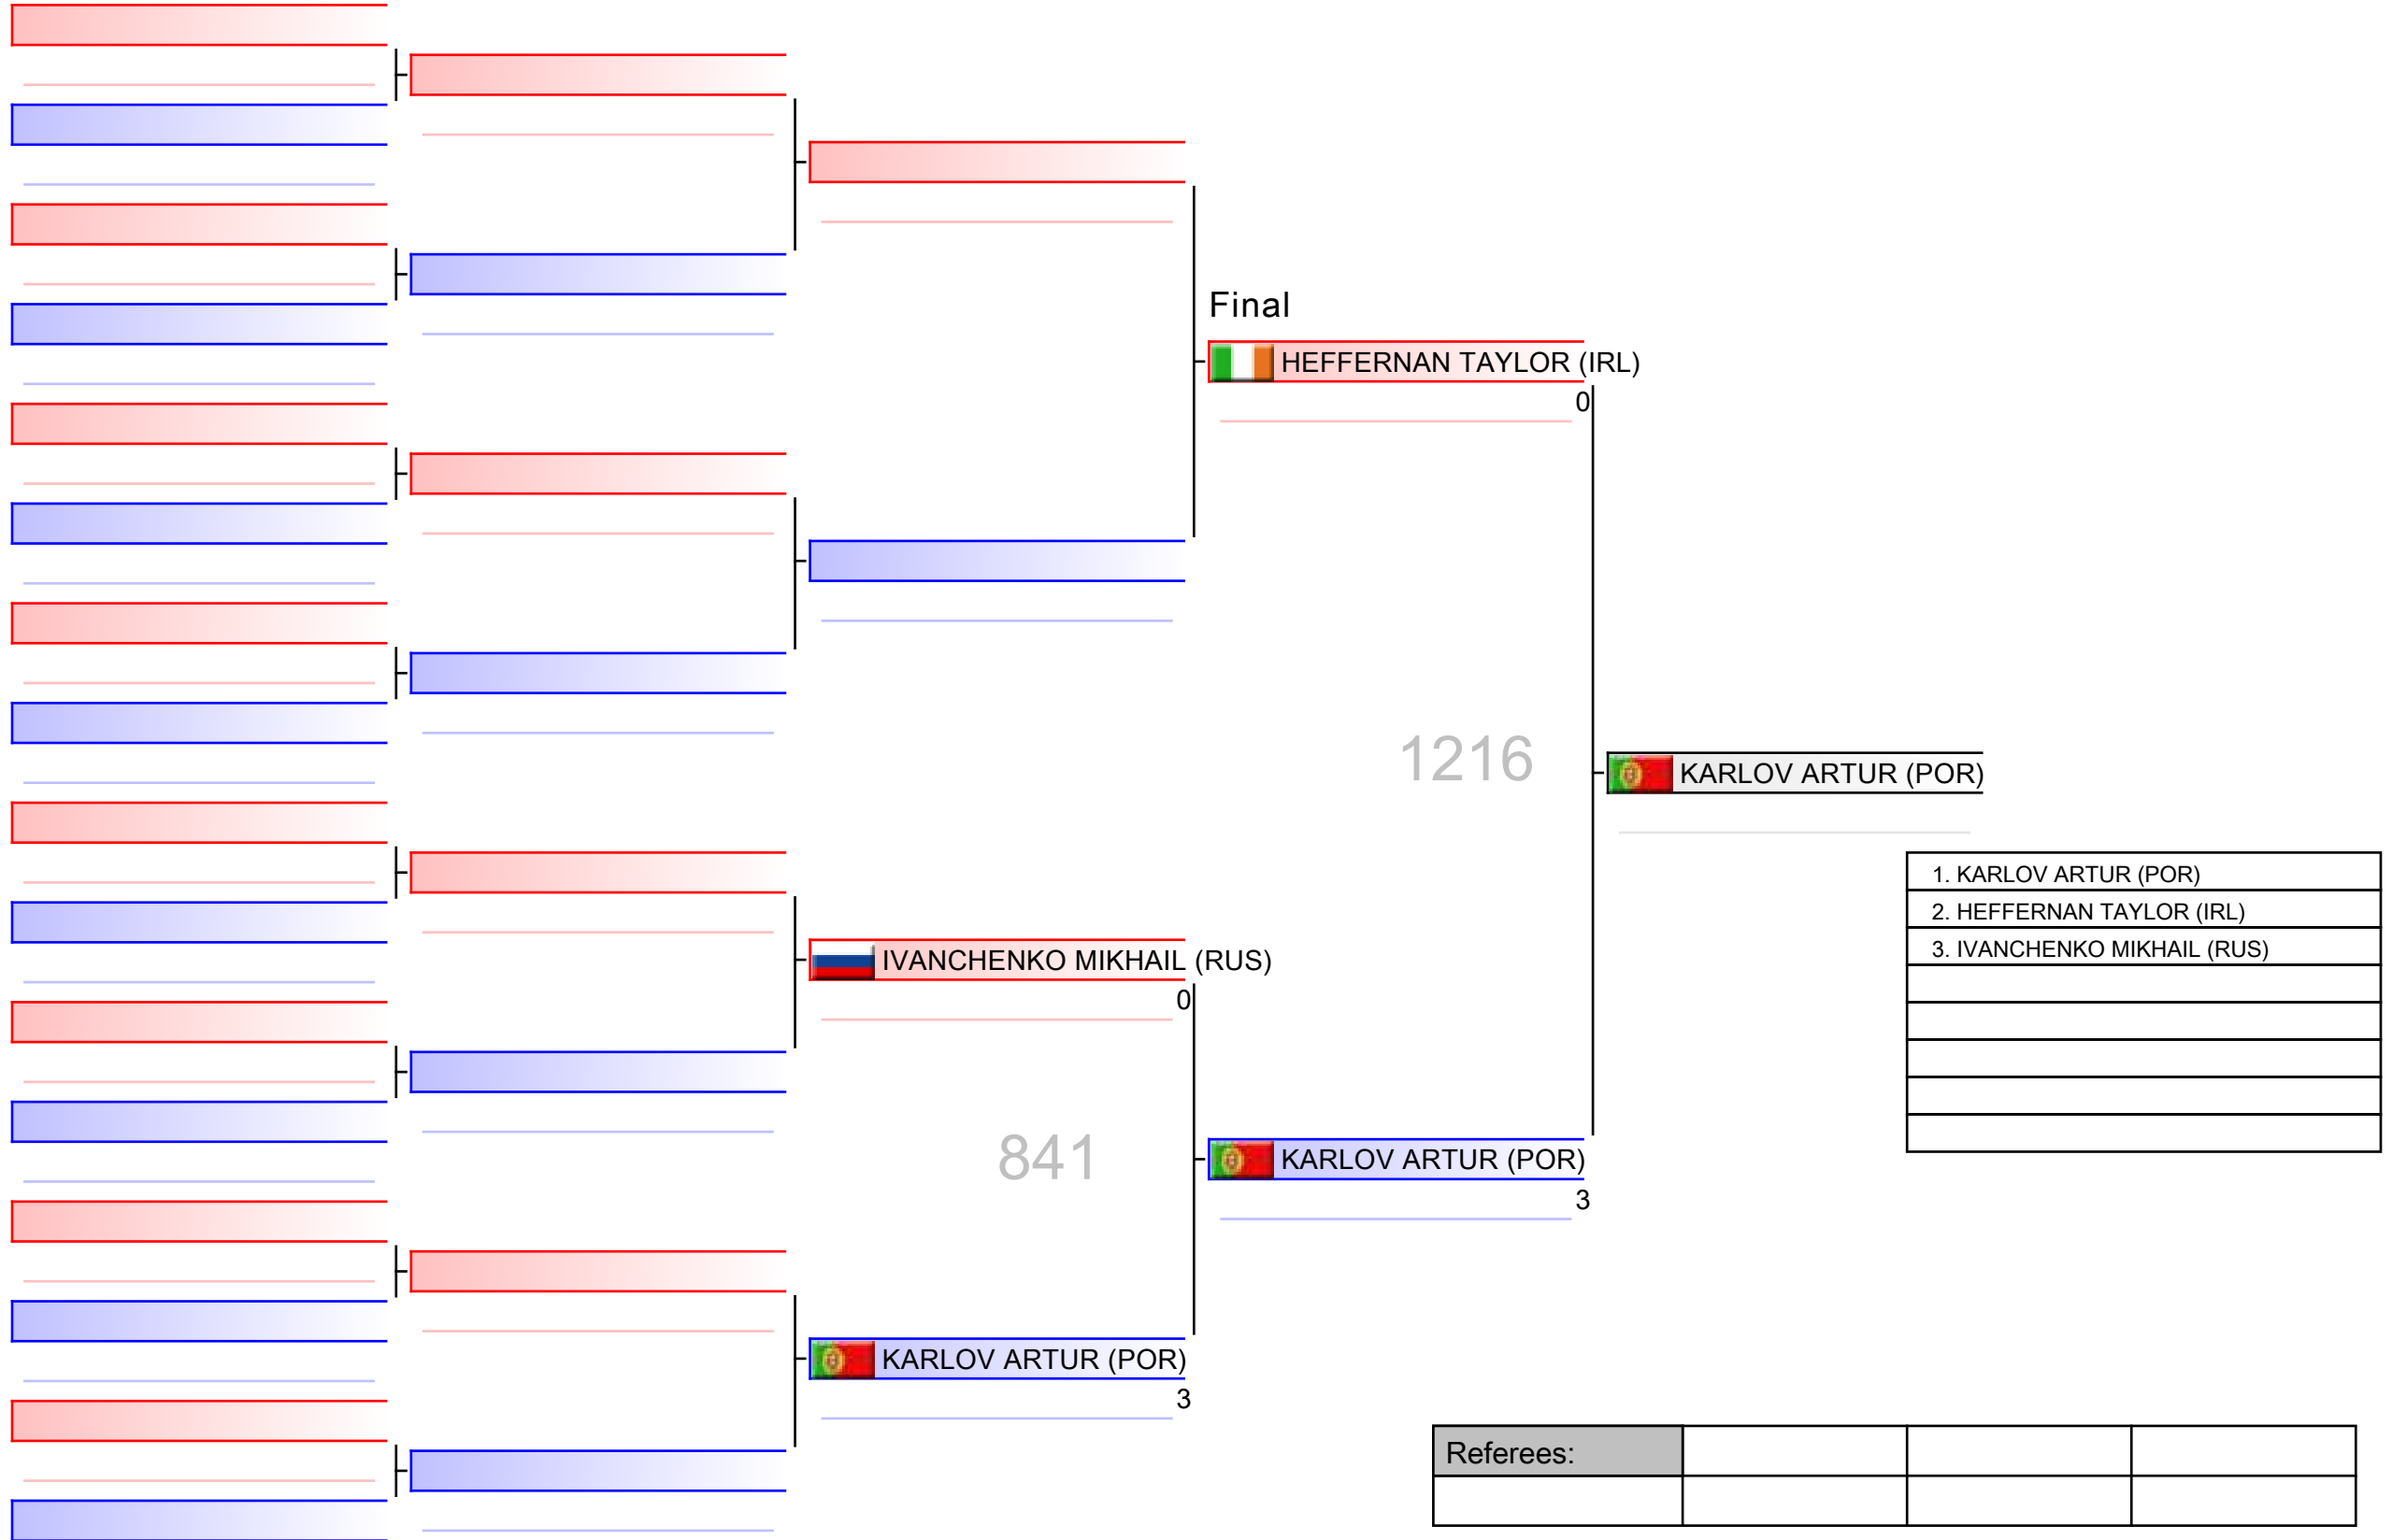 Final
HEFFERNAN TAYLOR (IRL)
0
1216
KARLOV ARTUR (POR)
1. KARLOV ARTUR (POR)
2. HEFFERNAN TAYLOR (IRL)
3. IVANCHENKO MIKHAIL (RUS)
IVANCHENKO MIKHAIL (RUS)
0
841
KARLOV ARTUR (POR)
3
KARLOV ARTUR (POR)
3
Referees: